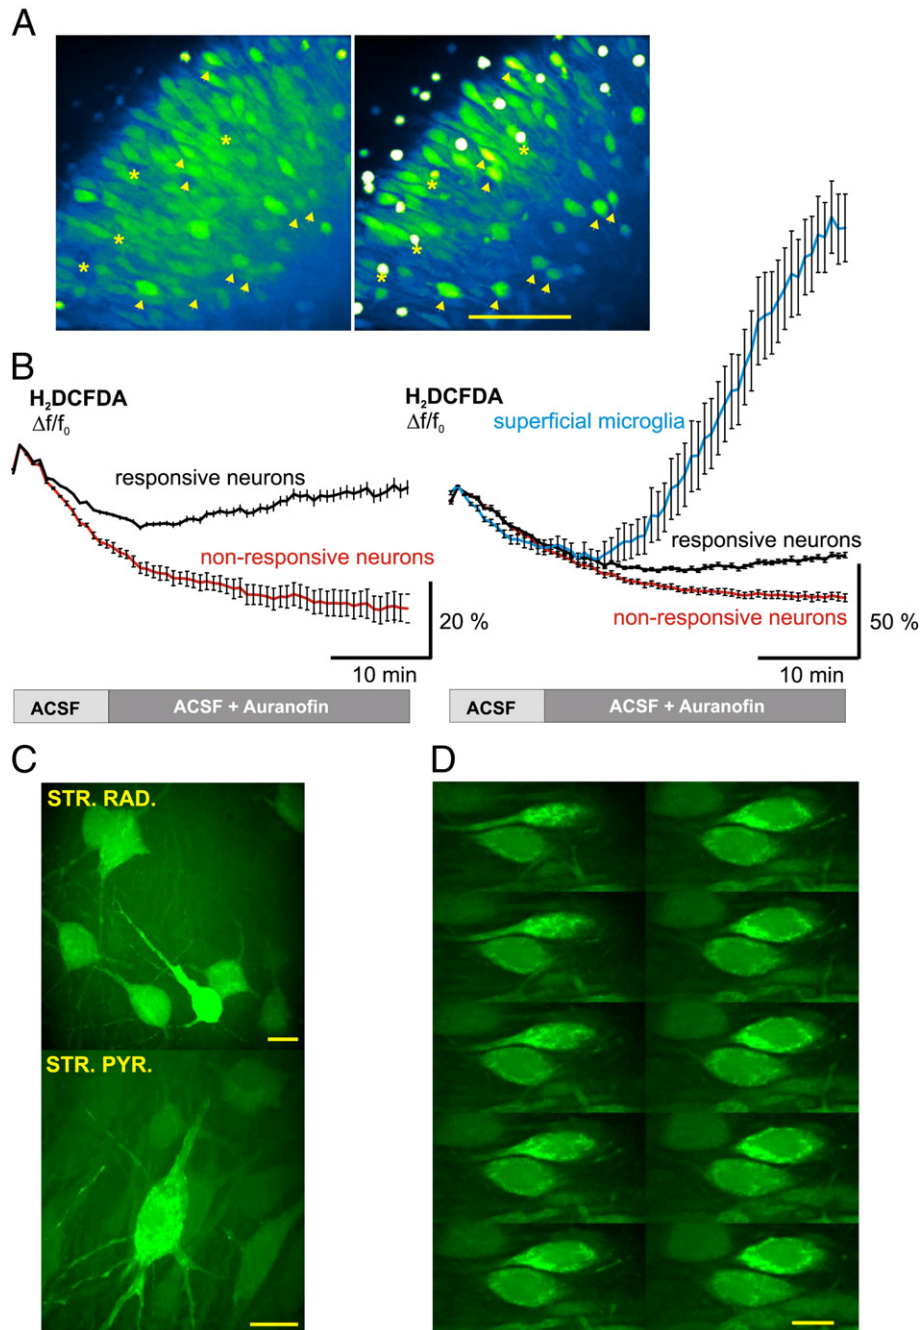 A
B
H₂DCFDA
Δf/f₀
responsive neurons
non-responsive neurons
20 %
10 min
ACSF
ACSF + Auranofin
H₂DCFDA
Δf/f₀
superficial microglia
responsive neurons
non-responsive neurons
50 %
10 min
ACSF
ACSF + Auranofin
C
STR. RAD.
STR. PYR.
D